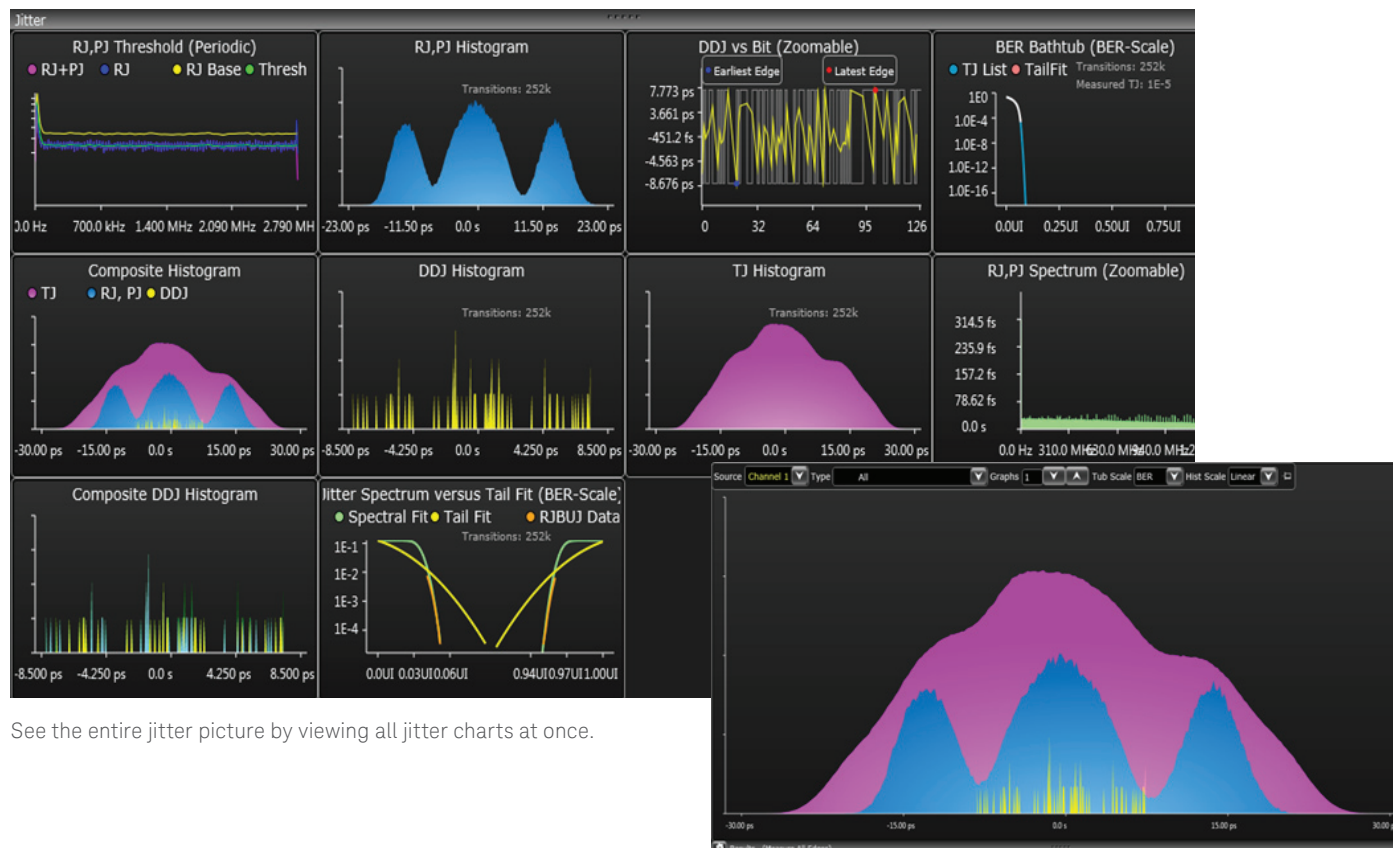 Jitter
RJ,PJ Threshold (Periodic)
RJ+PJ RJ RJ Base Thresh
0.0 Hz 700.0 kHz 1.400 MHz 2.090 MHz 2.790 MH
RJ,PJ Histogram
Transitions: 252k
-23.00 ps -11.50 ps 0.0 s 11.50 ps 23.00 ps
DDJ vs Bit (Zoomable)
Earliest Edge Latest Edge
7.773 ps
3.661 ps
-451.2 fs
-4.563 ps
-8.676 ps
0 32 64 95 126
BER Bathtub (BER-Scale)
TJ List TailFit Transitions: 252k
Measured TJ: 1E-5
1E0
1.0E-4
1.0E-8
1.0E-12
1.0E-16
0.0UI 0.25UI 0.50UI 0.75UI
Composite Histogram
TJ RJ, PJ DDJ
-30.00 ps -15.00 ps 0.0 s 15.00 ps 30.00 ps
DDJ Histogram
Transitions: 252k
-8.500 ps -4.250 ps 0.0 s 4.250 ps 8.500 ps
TJ Histogram
Transitions: 252k
-30.00 ps -15.00 ps 0.0 s 15.00 ps 30.00 ps
RJ,PJ Spectrum (Zoomable)
314.5 fs
235.9 fs
157.2 fs
78.62 fs
0.0 s
0.0 Hz 310.0 MHz
Composite DDJ Histogram
-8.500 ps -4.250 ps 0.0 s 4.250 ps 8.500 ps
Jitter Spectrum versus Tail Fit (BER-Scale)
Spectral Fit Tail Fit RJBUJ Data
Transitions: 252k
1E-1
1E-2
1E-3
1E-4
0.0UI 0.03UI 0.06UI 0.94UI 0.97UI 1.00UI
Source Channel 1 Type All Graphs 1 Tub Scale BER Hist Scale Linear
-30.00 ps -15.00 ps 0.0 s 15.00 ps 30.00 p
See the entire jitter picture by viewing all jitter charts at once.